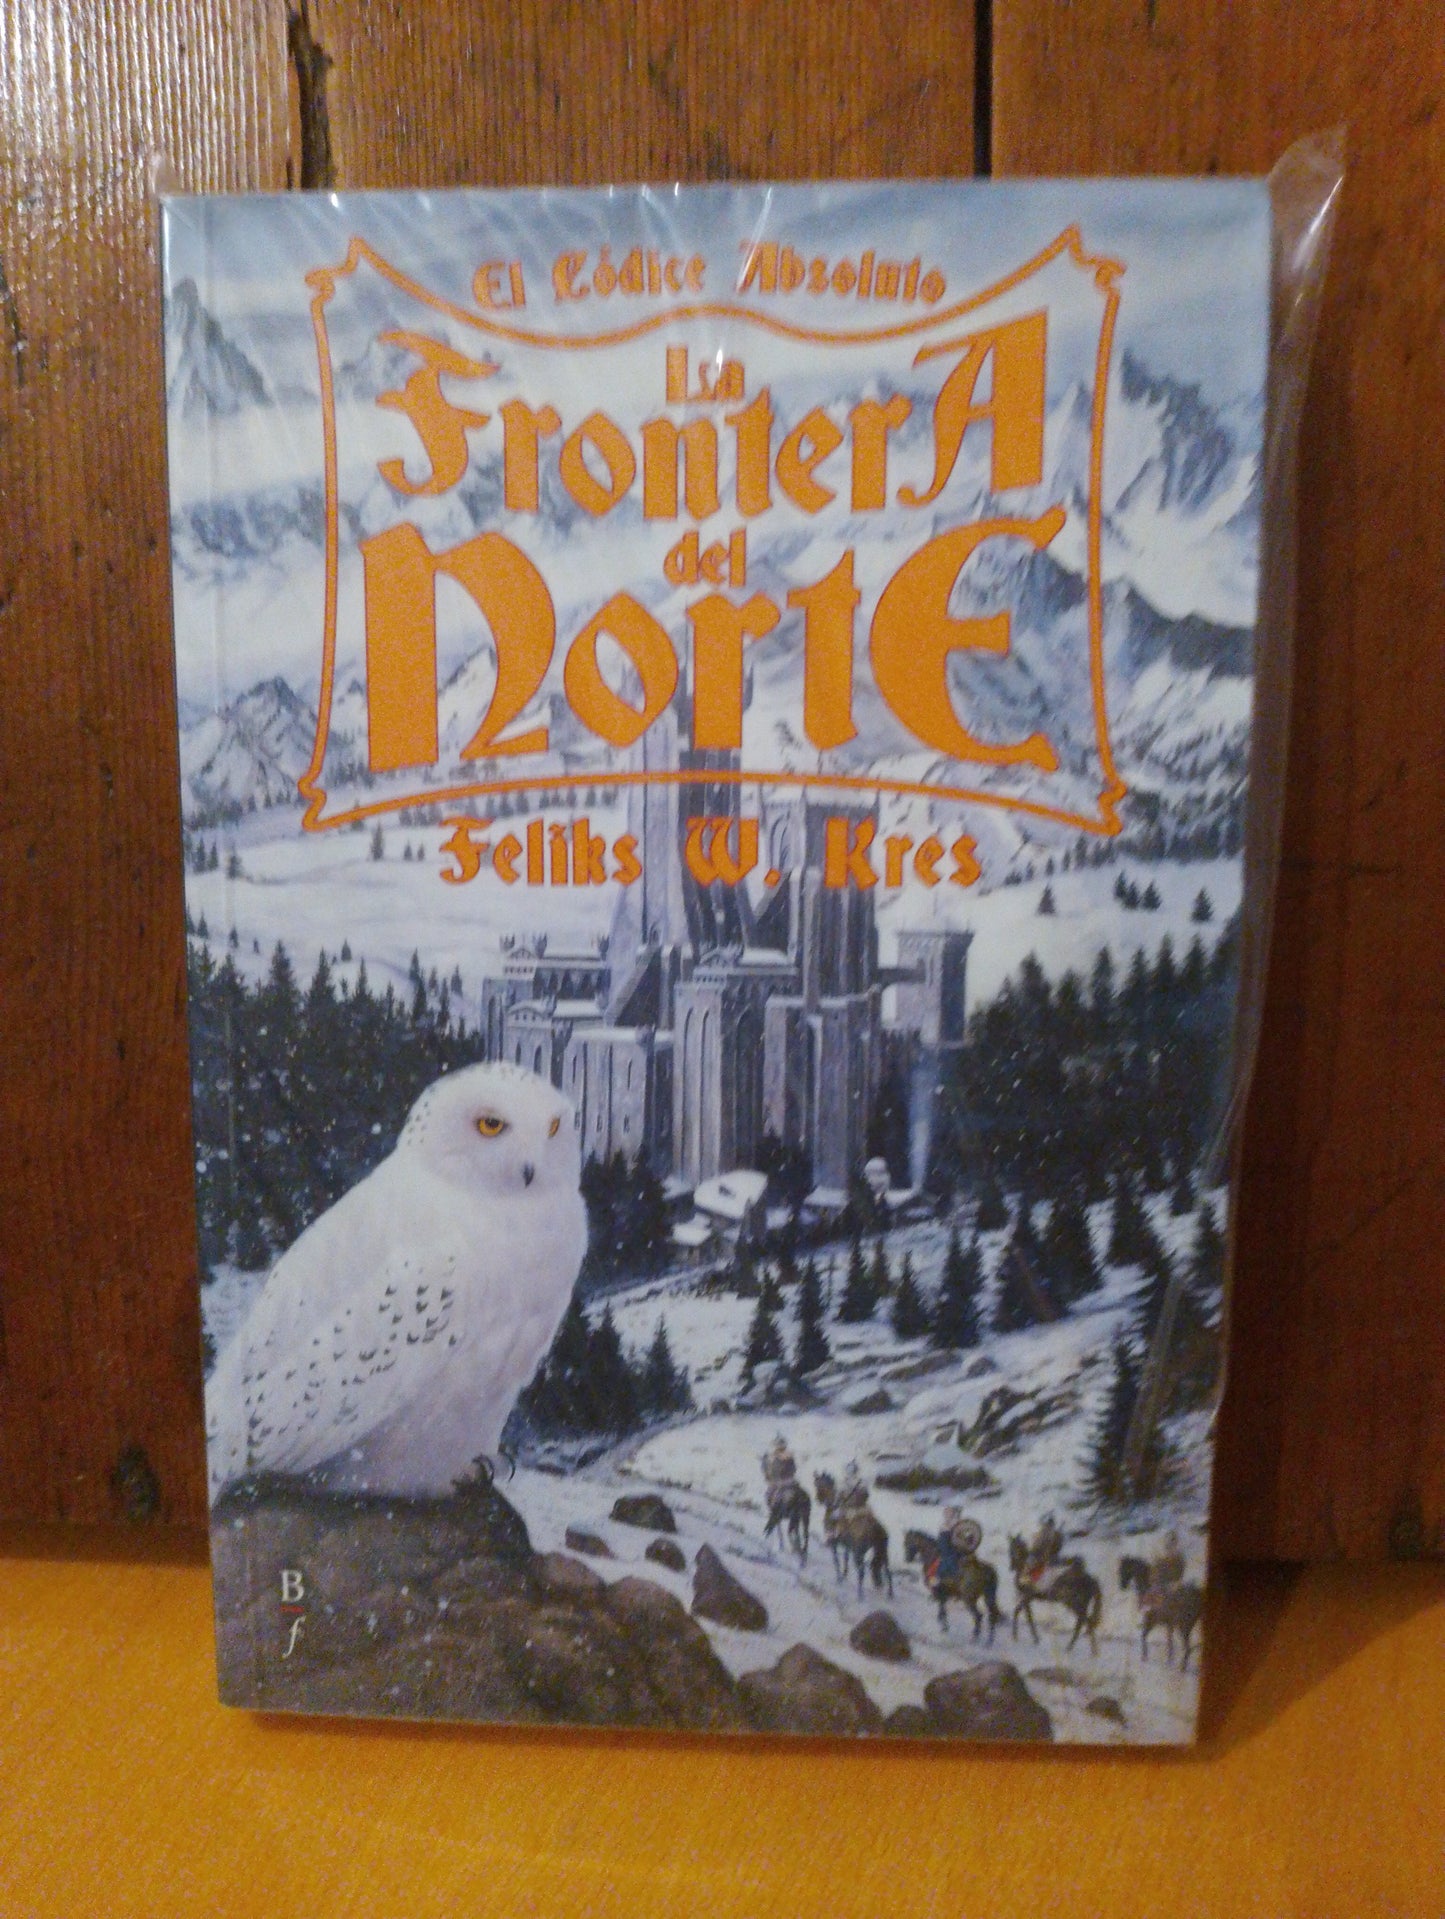 El Códice Absoluto
La
Frontera
del
Norte
Feliks W. Kres
B
f